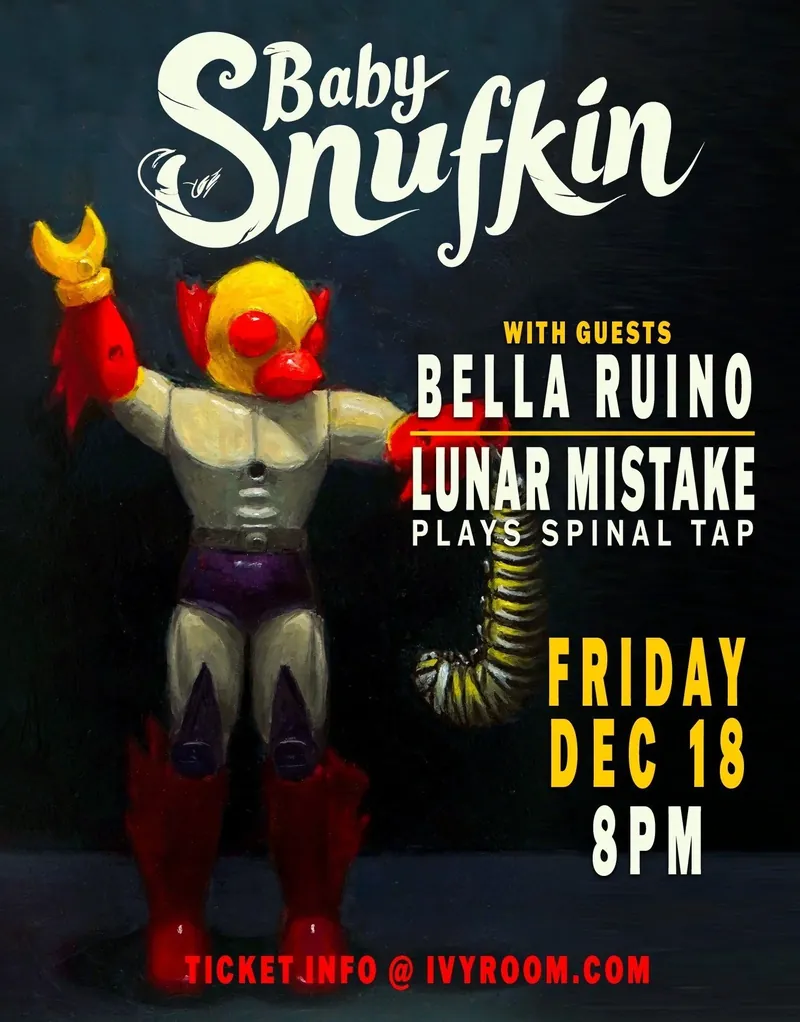 Baby
Snufkin
WITH GUESTS
BELLA RUINO
LUNAR MISTAKE
PLAYS SPINAL TAP
FRIDAY
DEC 18
8PM
TICKET INFO @ IVYROOM.COM